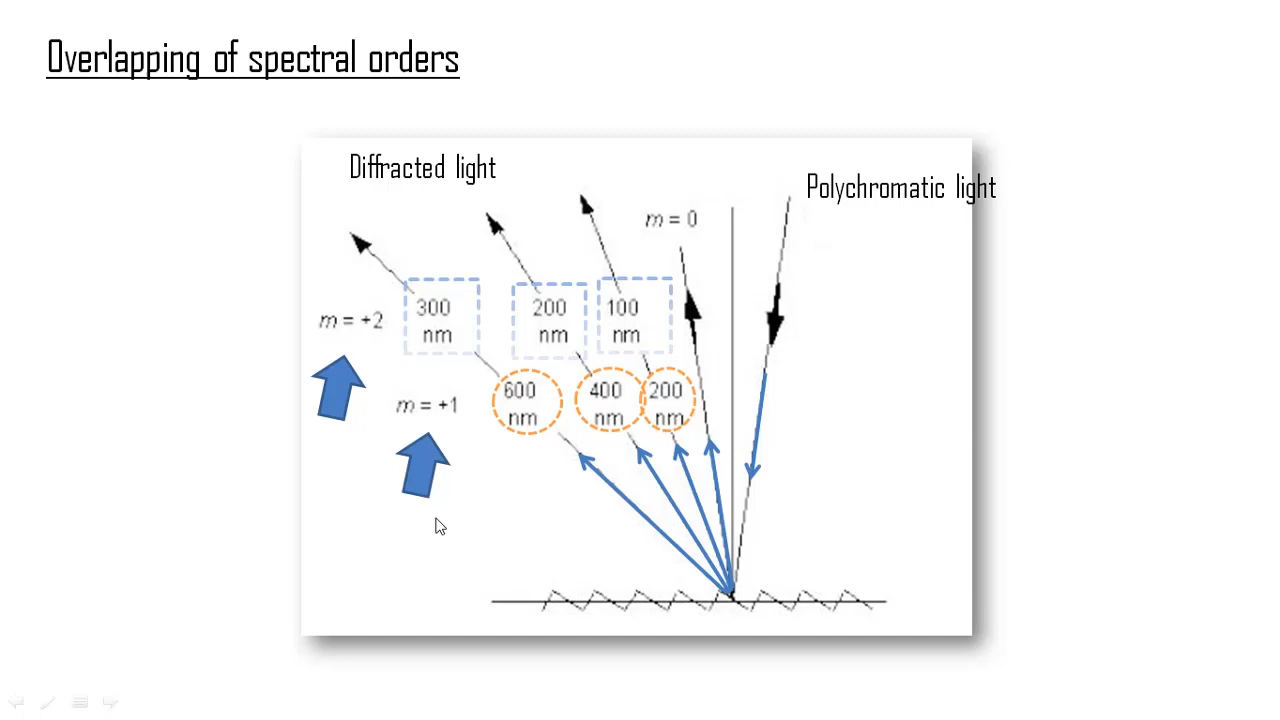 Overlapping of spectral orders
Diffracted light
Polychromatic light
m = 0
m = +2
300
nm
200
nm
100
nm
m = +1
600
nm
400
nm
200
nm